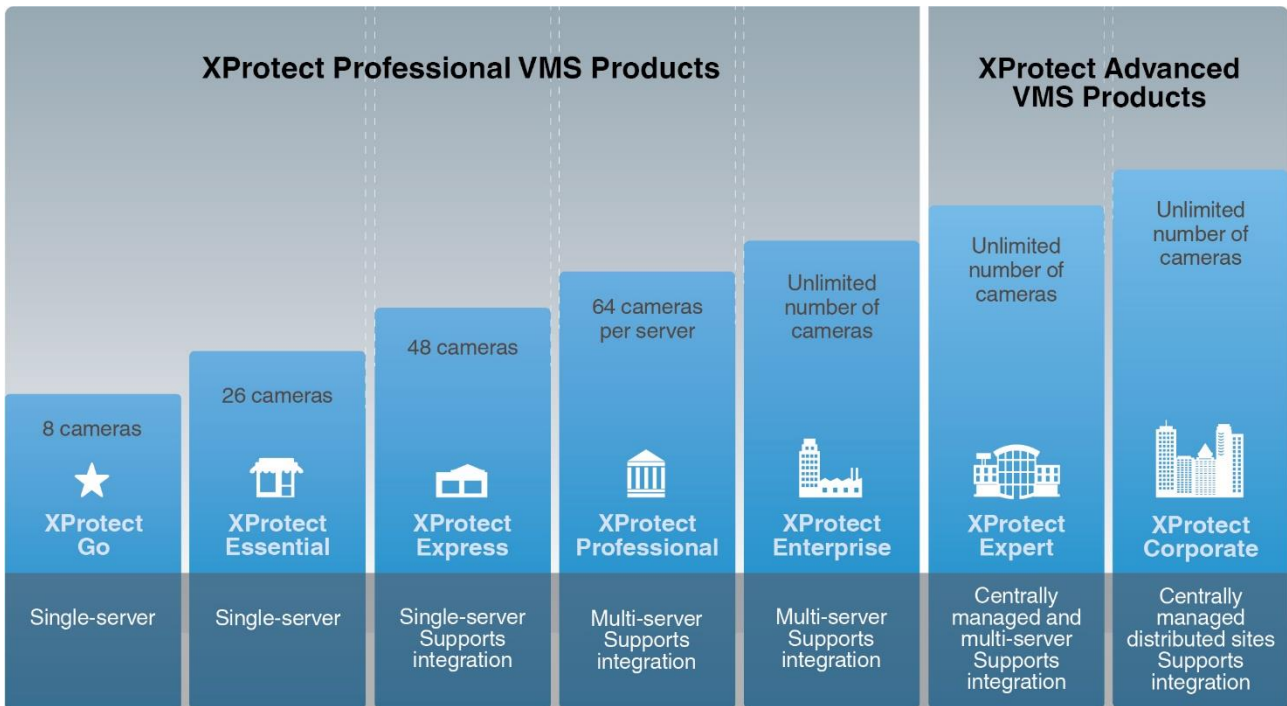 XProtect Professional VMS Products
XProtect Advanced
VMS Products
8 cameras
XProtect
Go
Single-server
26 cameras
XProtect
Essential
Single-server
48 cameras
XProtect
Express
Single-server
Supports
integration
64 cameras
per server
XProtect
Professional
Multi-server
Supports
integration
Unlimited
number of
cameras
XProtect
Enterprise
Multi-server
Supports
integration
Unlimited
number of
cameras
XProtect
Expert
Centrally
managed and
multi-server
Supports
integration
Unlimited
number of
cameras
XProtect
Corporate
Centrally
managed
distributed sites
Supports
integration